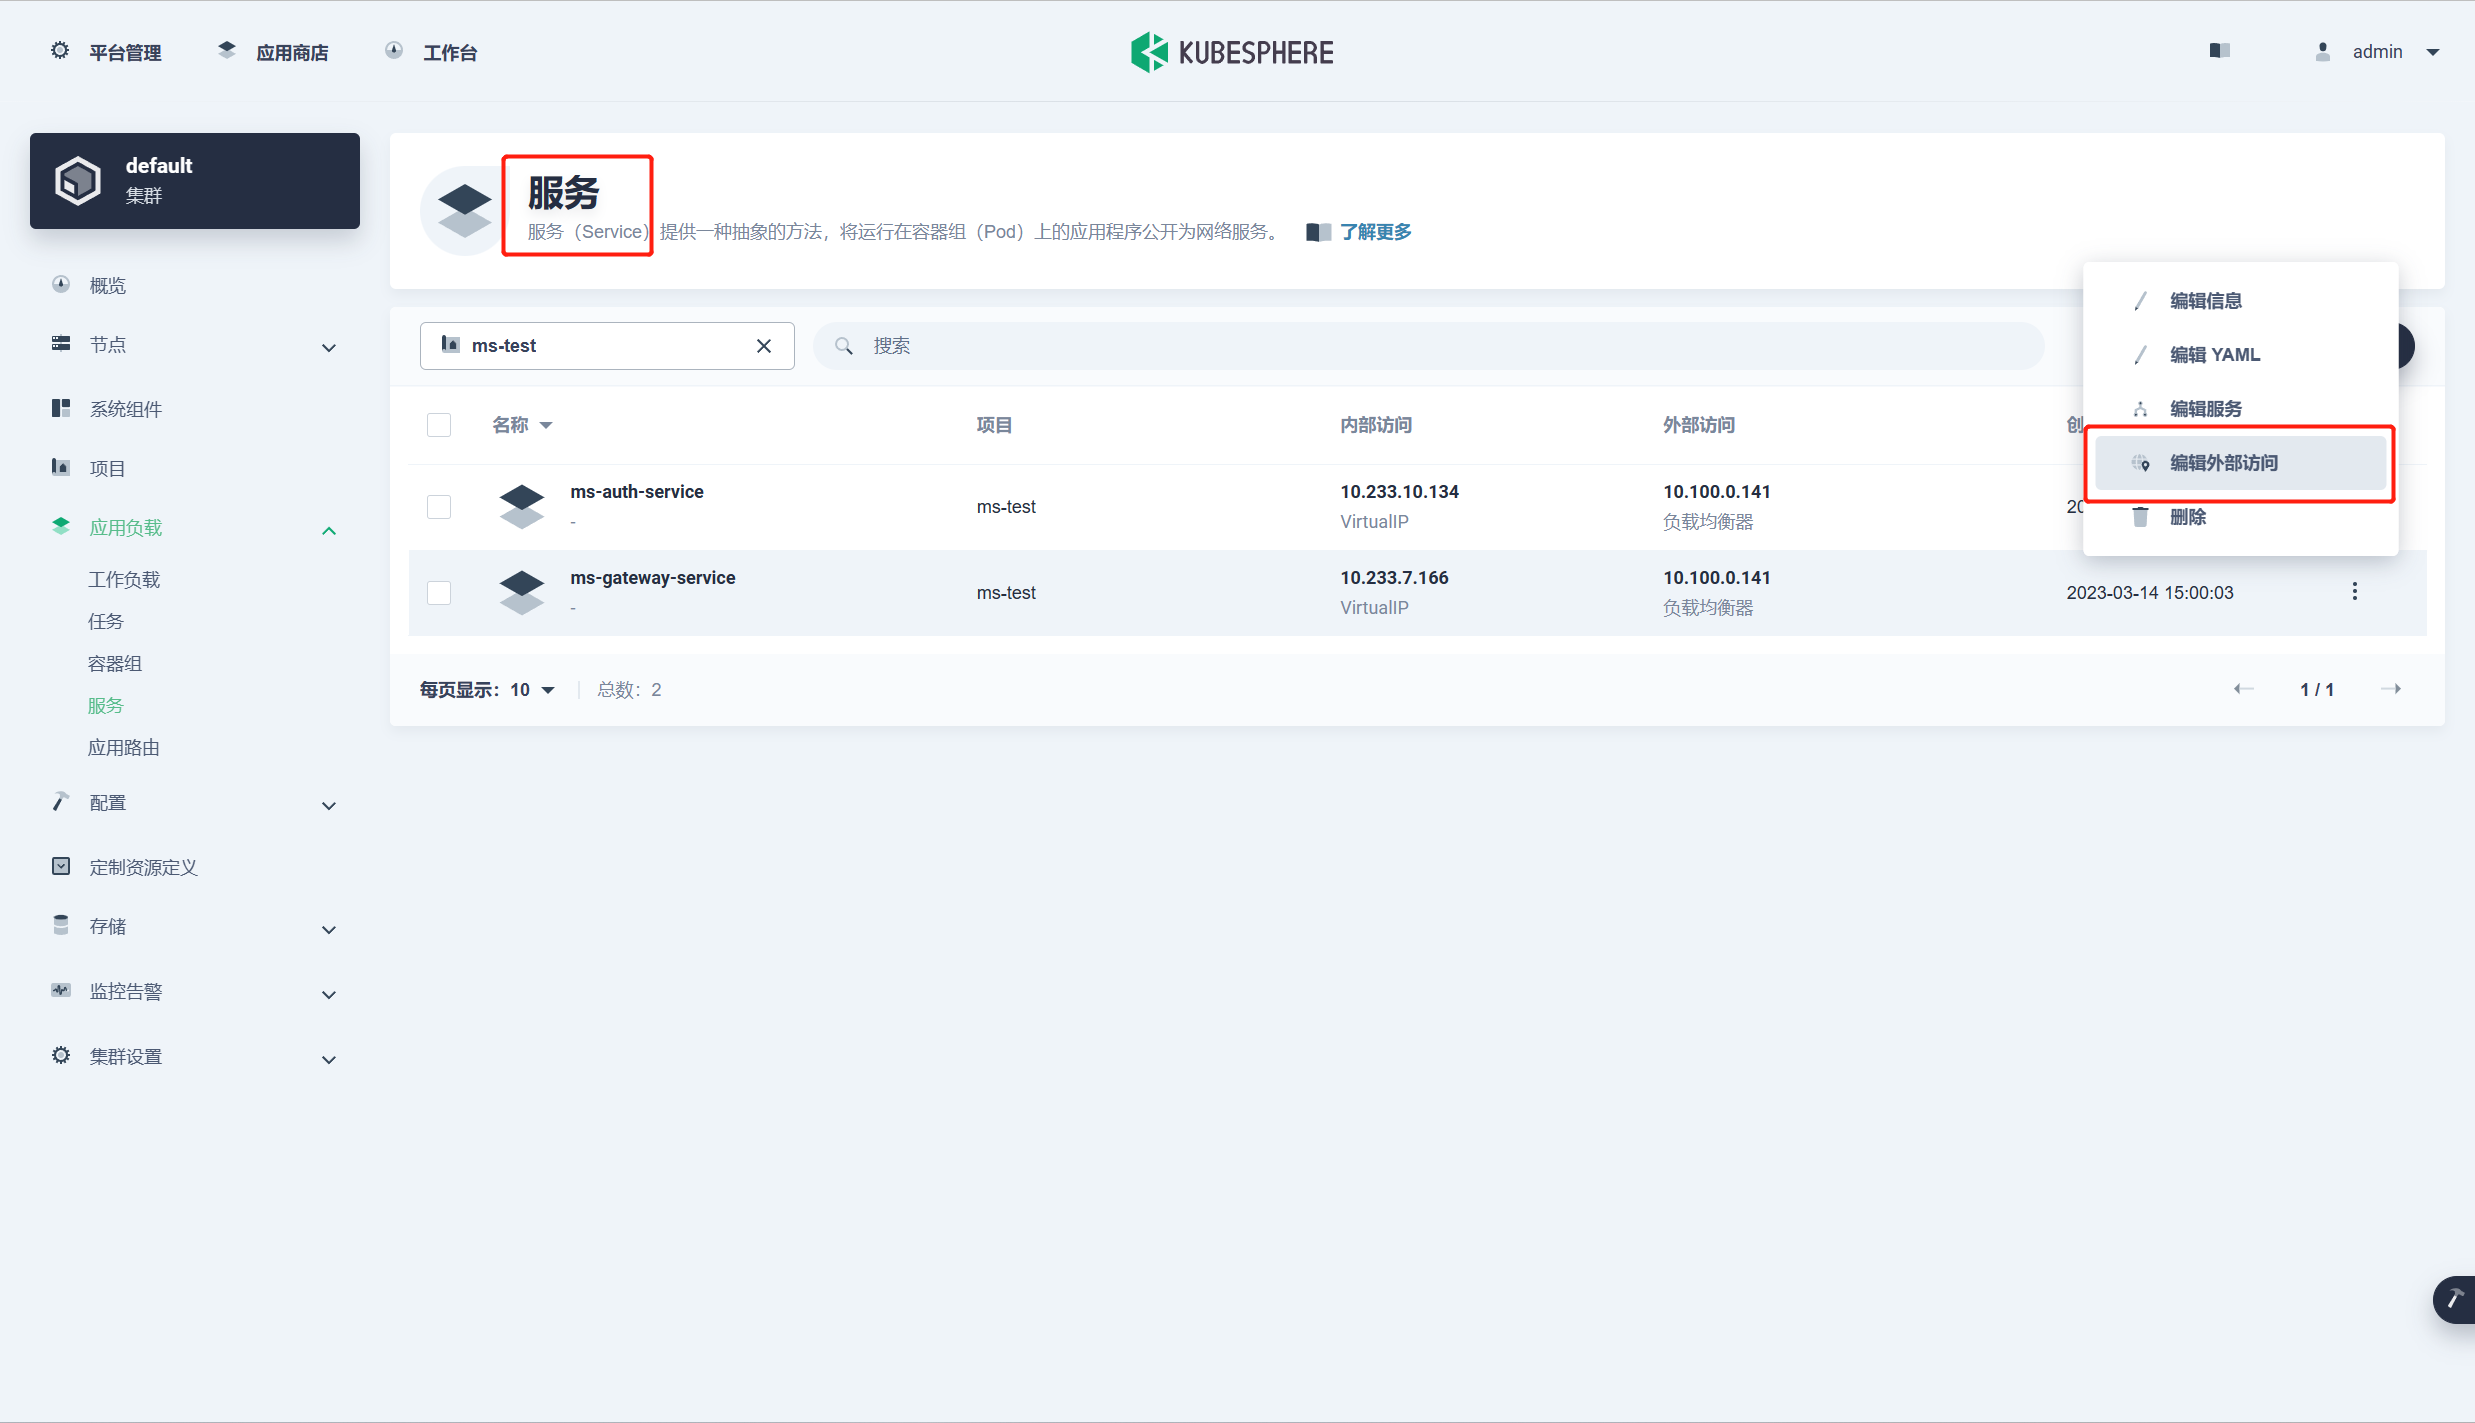 平台管理 应用商店 工作台 KUBESPHERE admin
default
集群
概览
节点
系统组件
项目
应用负载
工作负载
任务
容器组
服务
应用路由
配置
定制资源定义
存储
监控告警
集群设置
服务
服务（Service）提供一种抽象的方法，将运行在容器组（Pod）上的应用程序公开为网络服务。 了解更多
ms-test 搜索
名称 项目 内部访问 外部访问 创
ms-auth-service ms-test 10.233.10.134 10.100.0.141 20
- VirtualIP 负载均衡器
ms-gateway-service ms-test 10.233.7.166 10.100.0.141 2023-03-14 15:00:03
- VirtualIP 负载均衡器
每页显示：10 总数：2 1 / 1
编辑信息
编辑 YAML
编辑服务
编辑外部访问
删除